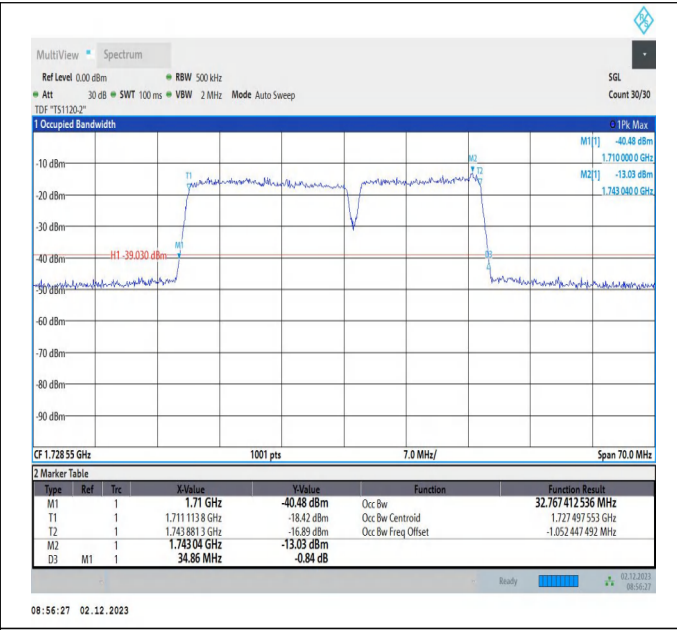 R S
MultiView Spectrum
Ref Level 0.00 dBm RBW 500 kHz SGL
Att 30 dB SWT 100 ms VBW 2 MHz Mode Auto Sweep Count 30/30
TDF "TS1120-2"
1 Occupied Bandwidth 1Pk Max
M1[1] -40.48 dBm
1.710 000 0 GHz
M2[1] -13.03 dBm
1.743 040 0 GHz
M2
T1
T2
-10 dBm
-20 dBm
-30 dBm
M1
H1 -39.030 dBm
D3
-40 dBm
-50 dBm
-60 dBm
-70 dBm
-80 dBm
-90 dBm
CF 1.728 55 GHz 1001 pts 7.0 MHz/ Span 70.0 MHz
2 Marker Table
Type Ref Trc X-Value Y-Value Function Function Result
M1 1 1.71 GHz -40.48 dBm Occ Bw 32.767 412 536 MHz
T1 1 1.711 113 8 GHz -18.42 dBm Occ Bw Centroid 1.727 497 553 GHz
T2 1 1.743 881 3 GHz -16.89 dBm Occ Bw Freq Offset -1.052 447 492 MHz
M2 1 1.743 04 GHz -13.03 dBm
D3 M1 1 34.86 MHz -0.84 dB
Ready 02.12.2023
08:56:27
08:56:27 02.12.2023